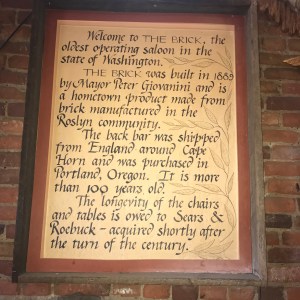 Welcome to THE BRICK, the
oldest operating saloon in the
state of Washington.
THE BRICK was built in 1889
by Mayor Peter Giovanini and is
a hometown product made from
brick manufactured in the
Roslyn community.
The back bar was shipped
from England around Cape
Horn and was purchased in
Portland, Oregon. It is more
than 100 years old.
The longevity of the chairs
and tables is owed to Sears &
Roebuck - acquired shortly after
the turn of the century.